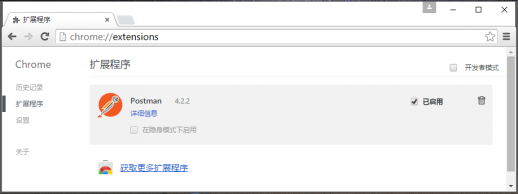 扩展程序
chrome://extensions
Chrome
扩展程序
开发者模式
历史记录
扩展程序
设置
关于
Postman 4.2.2
已启用
详细信息
在隐身模式下启用
获取更多扩展程序